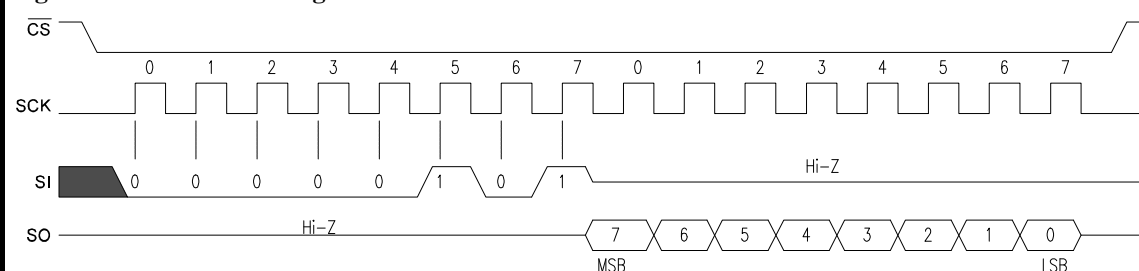 CS
0 1 2 3 4 5 6 7 0 1 2 3 4 5 6 7
SCK
Hi-Z
SI 0 0 0 0 0 1 0 1
Hi-Z
SO 7 6 5 4 3 2 1 0
MSB LSB